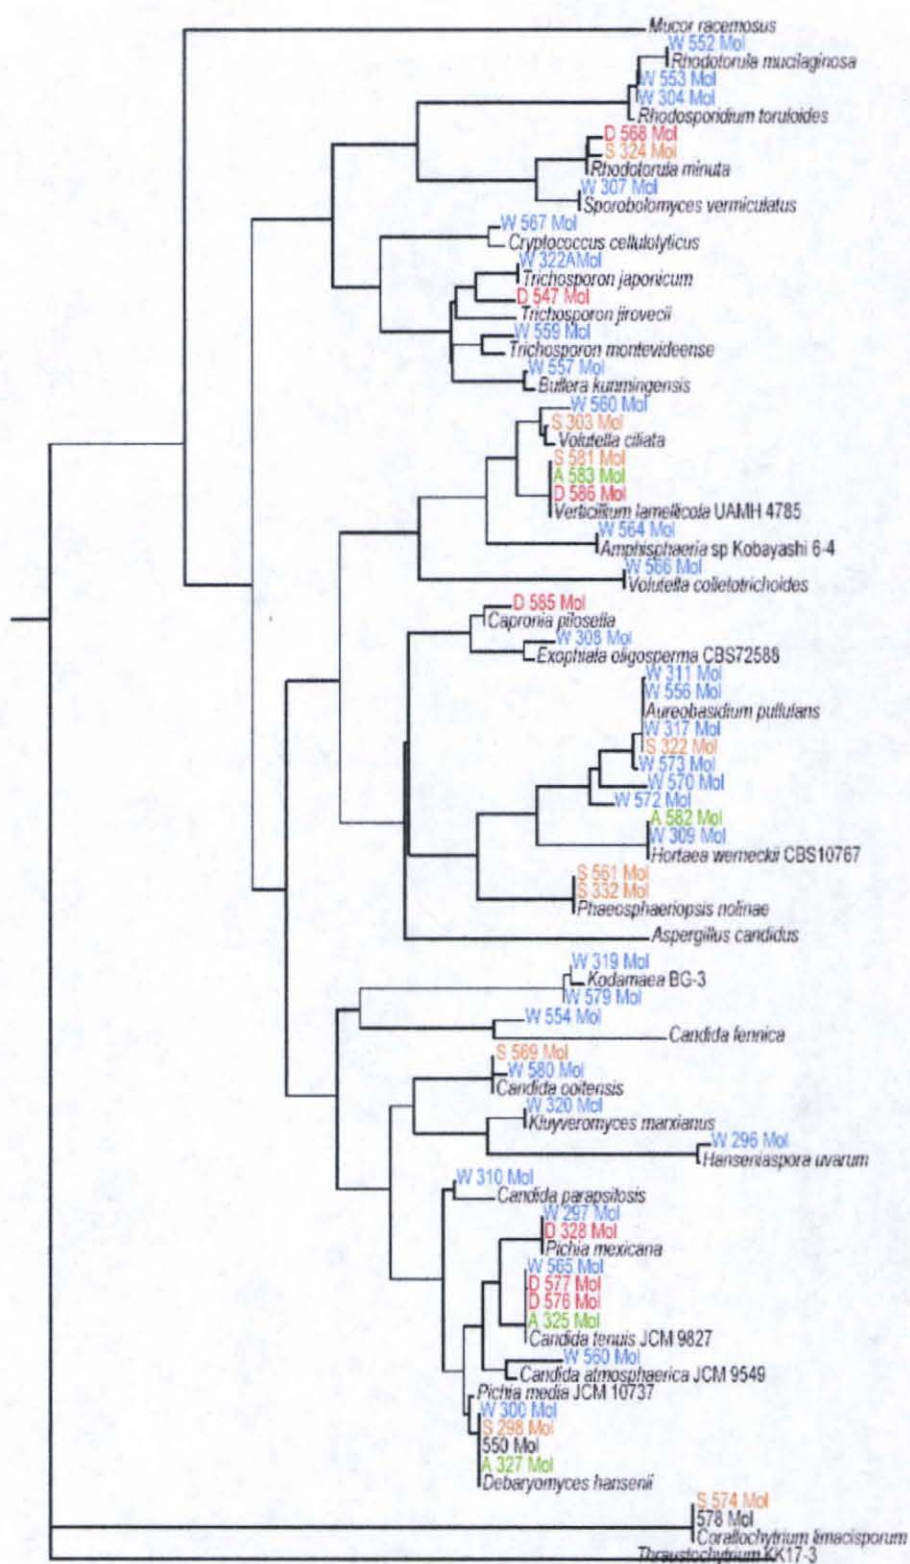 Mucor racemosus
W 552 Mol
Rhodotorula mucilaginosa
W 553 Mol
W 304 Mol
Rhodosporidium toruloides
D 568 Mol
S 324 Mol
Rhodotorula minuta
W 307 Mol
Sporobolomyces vermiculatus
W 567 Mol
Cryptococcus cellulolyticus
W 322AMol
Trichosporon japonicum
D 547 Mol
Trichosporon jirovecii
W 559 Mol
Trichosporon montevideense
W 557 Mol
Bullera kunmingensis
W 560 Mol
S 303 Mol
Volutella ciliata
S 581 Mol
A 583 Mol
D 586 Mol
Verticillium lamellicola UAMH 4785
W 564 Mol
Amphisphaeria sp Kobayashi 6-4
W 566 Mol
Volutella colletotrichoides
D 585 Mol
Capronia pilosella
W 308 Mol
Exophiala oligosperma CBS72588
W 311 Mol
W 556 Mol
Aureobasidium pullulans
W 317 Mol
S 322 Mol
W 573 Mol
W 570 Mol
W 572 Mol
A 582 Mol
W 309 Mol
Hortaea werneckii CBS10767
S 561 Mol
S 332 Mol
Phaeosphaeriopsis nolinae
Aspergillus candidus
W 319 Mol
Kodamaea BG-3
W 579 Mol
W 554 Mol
Candida fennica
S 569 Mol
W 580 Mol
Candida ooitensis
W 320 Mol
Kluyveromyces marxianus
W 296 Mol
Hanseniaspora uvarum
W 310 Mol
Candida parapsilosis
W 297 Mol
D 328 Mol
Pichia mexicana
W 565 Mol
D 577 Mol
D 576 Mol
A 325 Mol
Candida tenuis JCM 9827
W 560 Mol
Candida atmosphaerica JCM 9549
Pichia media JCM 10737
W 300 Mol
S 298 Mol
550 Mol
A 327 Mol
Debaryomyces hansenii
S 574 Mol
578 Mol
Corallochytrium limacisporum
Thraustochytrium KK17-3